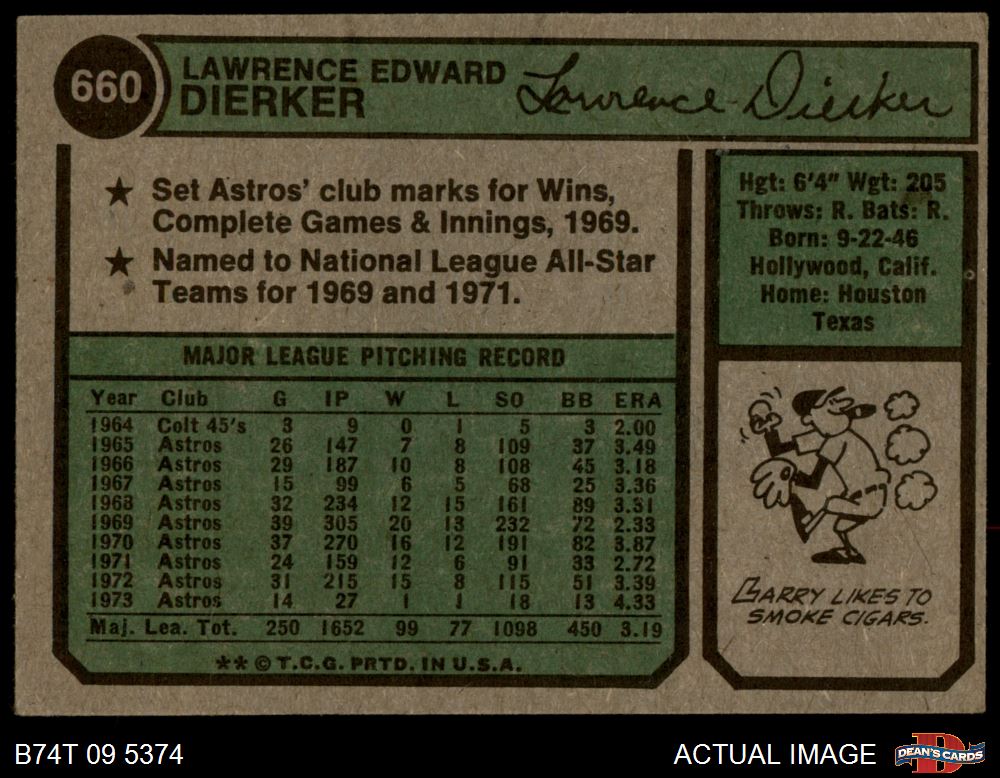 660
LAWRENCE EDWARD
DIERKER
Lawrence Dierker
★ Set Astros' club marks for Wins,
Complete Games & Innings, 1969.
★ Named to National League All-Star
Teams for 1969 and 1971.
Hgt: 6'4" Wgt: 205
Throws: R. Bats: R.
Born: 9-22-46
Hollywood, Calif.
Home: Houston
Texas
MAJOR LEAGUE PITCHING RECORD
Year Club G IP W L SO BB ERA
1964 Colt 45's 3 9 0 1 5 3 2.00
1965 Astros 26 147 7 8 109 37 3.49
1966 Astros 29 187 10 8 108 45 3.18
1967 Astros 15 99 6 5 68 25 3.36
1968 Astros 32 234 12 15 161 89 3.31
1969 Astros 39 305 20 13 232 72 2.33
1970 Astros 37 270 16 12 191 82 3.87
1971 Astros 24 159 12 6 91 33 2.72
1972 Astros 31 215 15 8 115 51 3.39
1973 Astros 14 27 1 1 18 13 4.33
Maj. Lea. Tot. 250 1652 99 77 1098 450 3.19
** © T.C.G. PRTD. IN U.S.A.
LARRY LIKES TO
SMOKE CIGARS.
B74T 09 5374
ACTUAL IMAGE
DEAN'S CARDS